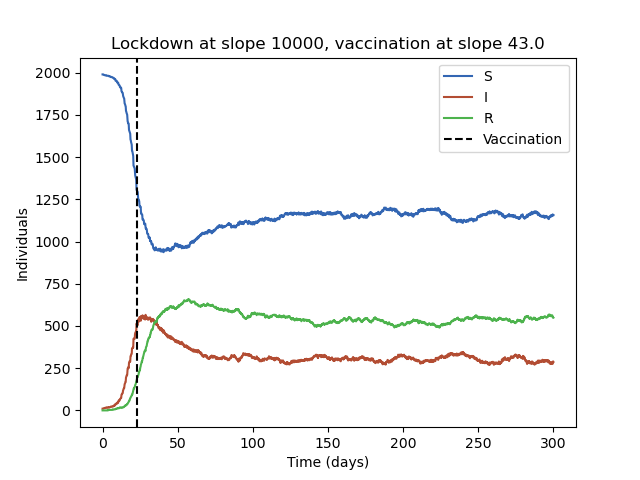 Lockdown at slope 10000, vaccination at slope 43.0
S
I
R
Vaccination
2000
1750
1500
1250
1000
750
500
250
0
Individuals
0 50 100 150 200 250 300
Time (days)